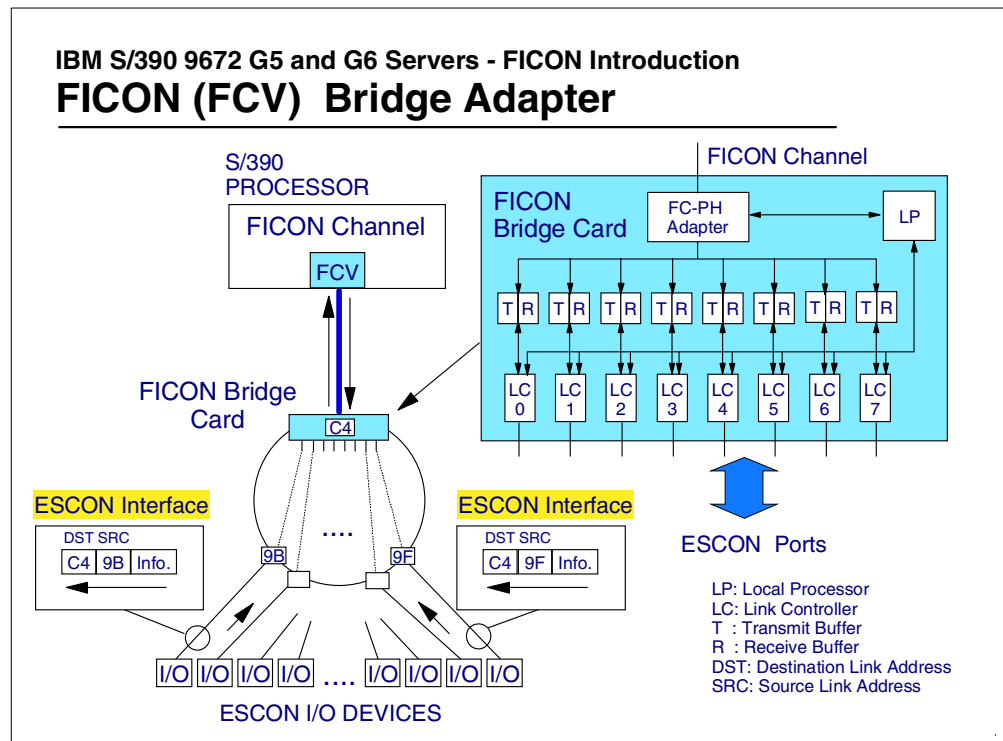 IBM S/390 9672 G5 and G6 Servers - FICON Introduction
FICON (FCV) Bridge Adapter
S/390
PROCESSOR
FICON Channel
FCV
FICON Bridge
Card
C4
ESCON Interface
DST SRC
C4 9B Info.
ESCON Interface
DST SRC
C4 9F Info.
....
9B
9F
I/O I/O I/O I/O .... I/O I/O I/O I/O
ESCON I/O DEVICES
FICON Channel
FICON
Bridge Card
FC-PH
Adapter
LP
T R T R T R T R T R T R T R T R
LC LC LC LC LC LC LC LC
0 1 2 3 4 5 6 7
ESCON Ports
LP: Local Processor
LC: Link Controller
T : Transmit Buffer
R : Receive Buffer
DST: Destination Link Address
SRC: Source Link Address